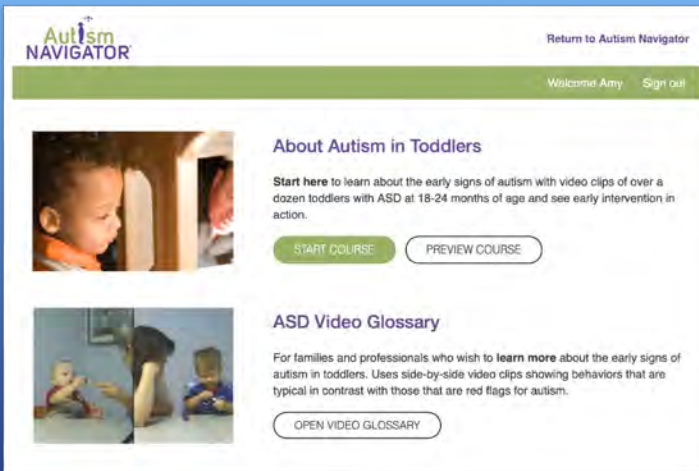 Autism
NAVIGATOR
Return to Autism Navigator
Welcome Amy Sign out
About Autism in Toddlers
Start here to learn about the early signs of autism with video clips of over a
dozen toddlers with ASD at 18-24 months of age and see early intervention in
action.
START COURSE PREVIEW COURSE
ASD Video Glossary
For families and professionals who wish to learn more about the early signs of
autism in toddlers. Uses side-by-side video clips showing behaviors that are
typical in contrast with those that are red flags for autism.
OPEN VIDEO GLOSSARY